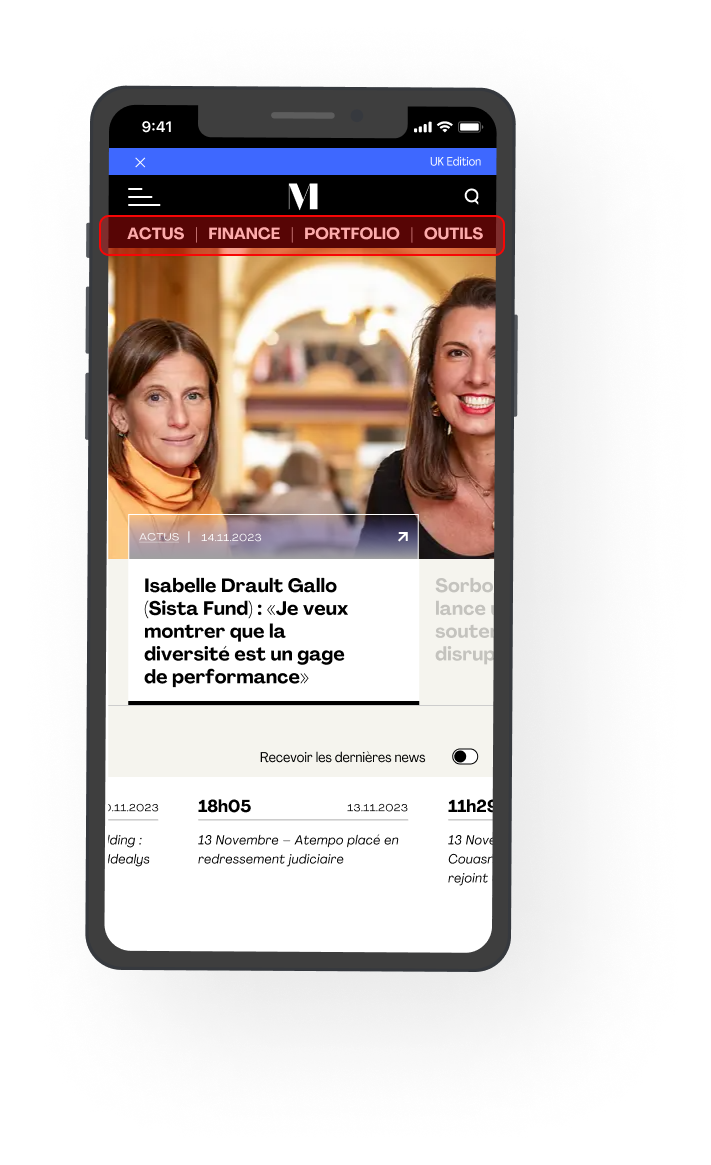 9:41
UK Edition
M
ACTUS | FINANCE | PORTFOLIO | OUTILS
ACTUS | 14.11.2023
Isabelle Drault Gallo
(Sista Fund) : «Je veux
montrer que la
diversité est un gage
de performance»
Sorbo
lance
souten
disrup
Recevoir les dernières news
.11.2023
18h05 13.11.2023
11h29
lding :
Idealys
13 Novembre – Atempo placé en
redressement judiciaire
13 Nove
Couasn
rejoint